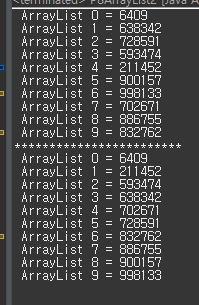 <terminated> P8ArrayList2 [Java A
ArrayList 0 = 6409
ArrayList 1 = 638342
ArrayList 2 = 728591
ArrayList 3 = 593474
ArrayList 4 = 211452
ArrayList 5 = 900157
ArrayList 6 = 998133
ArrayList 7 = 702671
ArrayList 8 = 886755
ArrayList 9 = 832762
************************
ArrayList 0 = 6409
ArrayList 1 = 211452
ArrayList 2 = 593474
ArrayList 3 = 638342
ArrayList 4 = 702671
ArrayList 5 = 728591
ArrayList 6 = 832762
ArrayList 7 = 886755
ArrayList 8 = 900157
ArrayList 9 = 998133